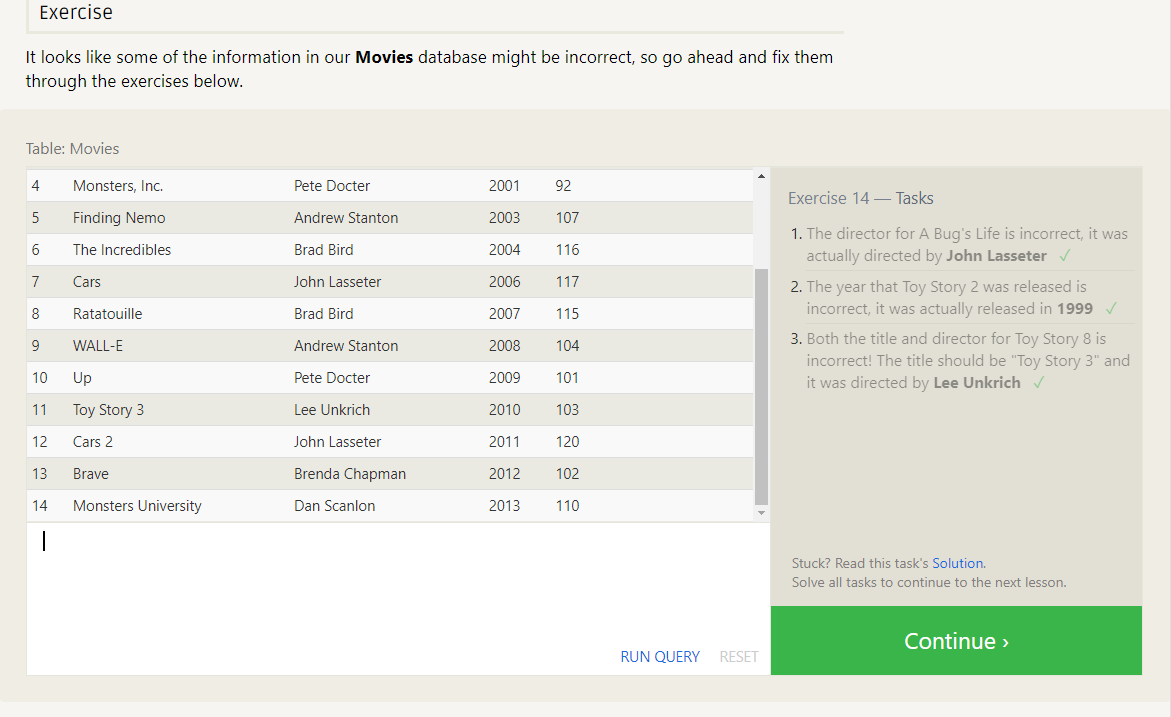 Exercise
It looks like some of the information in our Movies database might be incorrect, so go ahead and fix them
through the exercises below.
Table: Movies
4 Monsters, Inc. Pete Docter 2001 92
5 Finding Nemo Andrew Stanton 2003 107
6 The Incredibles Brad Bird 2004 116
7 Cars John Lasseter 2006 117
8 Ratatouille Brad Bird 2007 115
9 WALL-E Andrew Stanton 2008 104
10 Up Pete Docter 2009 101
11 Toy Story 3 Lee Unkrich 2010 103
12 Cars 2 John Lasseter 2011 120
13 Brave Brenda Chapman 2012 102
14 Monsters University Dan Scanlon 2013 110
RUN QUERY RESET
Exercise 14 — Tasks
1. The director for A Bug's Life is incorrect, it was
actually directed by John Lasseter ✓
2. The year that Toy Story 2 was released is
incorrect, it was actually released in 1999 ✓
3. Both the title and director for Toy Story 8 is
incorrect! The title should be "Toy Story 3" and
it was directed by Lee Unkrich ✓
Stuck? Read this task's Solution.
Solve all tasks to continue to the next lesson.
Continue ›